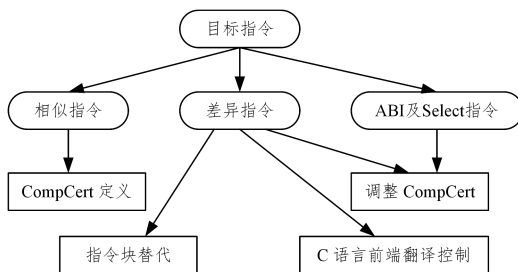 目标指令
相似指令
差异指令
ABI及Select指令
CompCert 定义
调整 CompCert
指令块替代
C 语言前端翻译控制